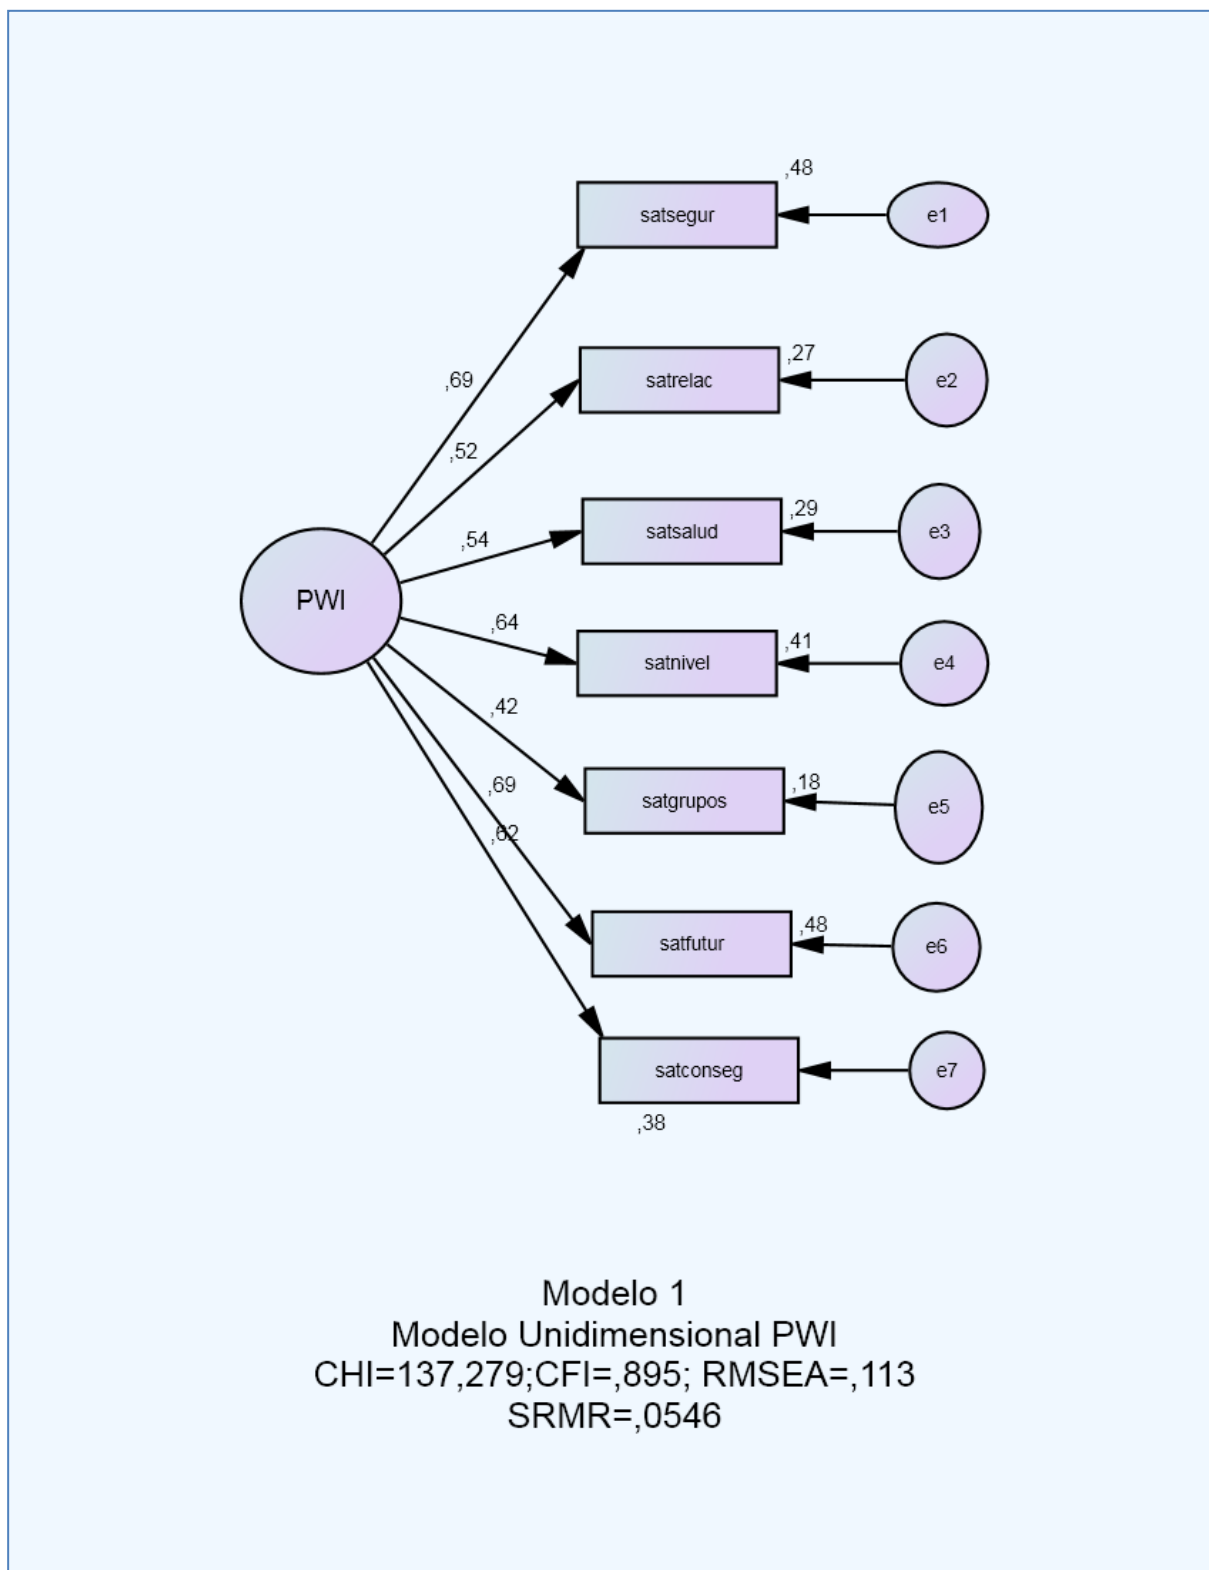 ,48
satsegur
e1
,27
satrelac
e2
,69
,52
,29
satsalud
e3
,54
PWI
,64
,41
satnivel
e4
,42
,18
satgrupos
e5
,69
,62
,48
satfutur
e6
satconseg
e7
,38
Modelo 1
Modelo Unidimensional PWI
CHI=137,279;CFI=,895; RMSEA=,113
SRMR=,0546